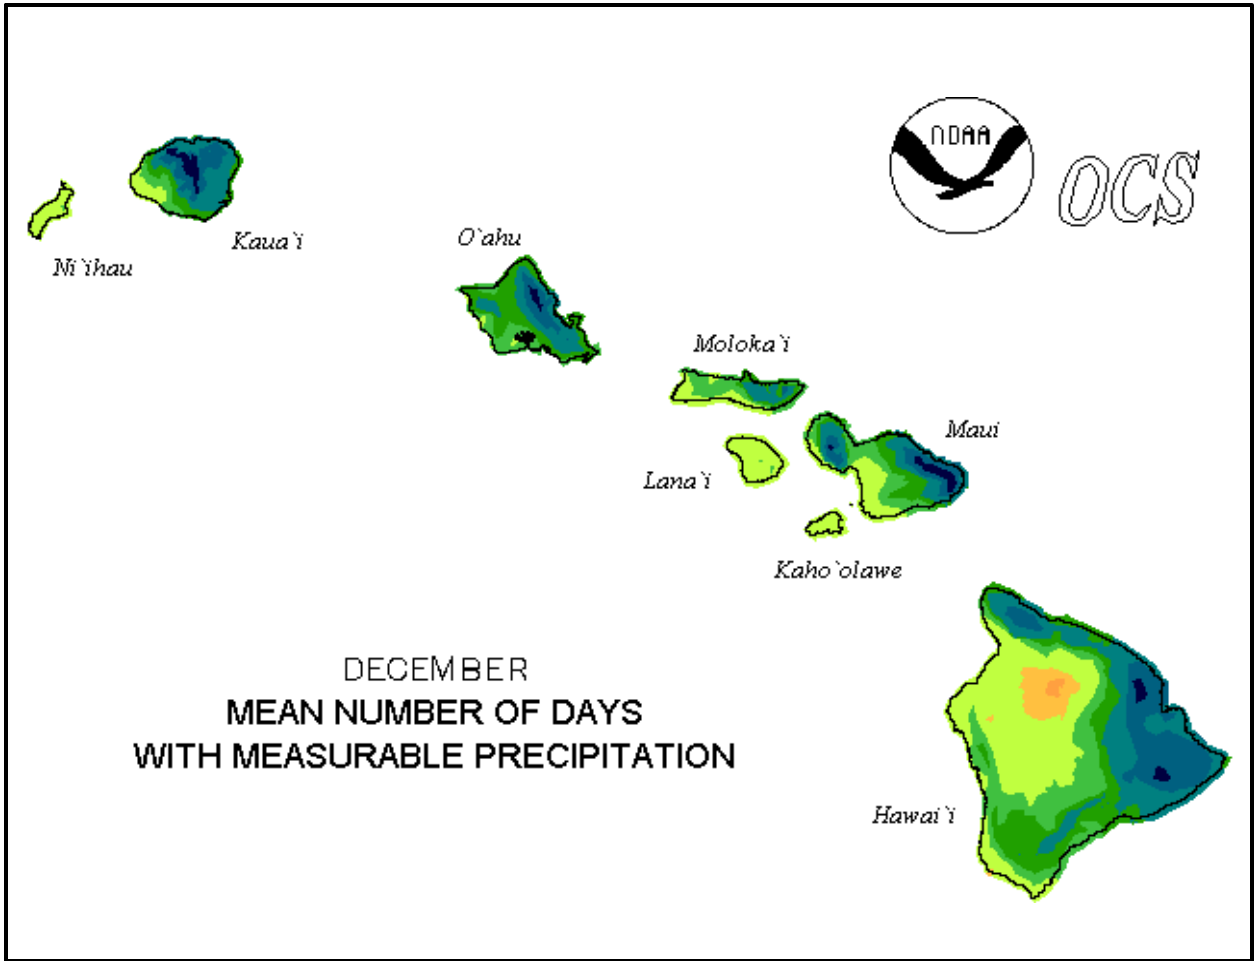 NOAA
OCS
Kaua`i
O`ahu
Ni`ihau
Moloka`i
Maui
Lana`i
Kaho`olawe
DECEMBER
MEAN NUMBER OF DAYS
WITH MEASURABLE PRECIPITATION
Hawai`i